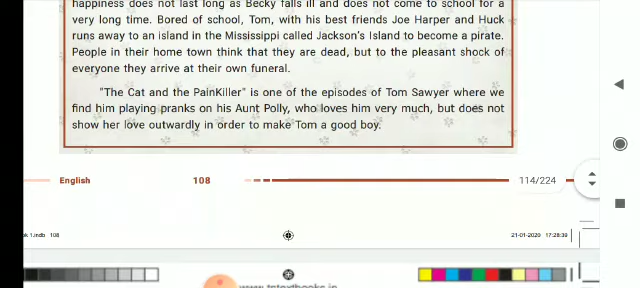 happiness does not last long as Becky falls ill and does not come to school for a
very long time. Bored of school, Tom, with his best friends Joe Harper and Huck
runs away to an island in the Mississippi called Jackson's Island to become a pirate.
People in their home town think that they are dead, but to the pleasant shock of
everyone they arrive at their own funeral.
"The Cat and the PainKiller" is one of the episodes of Tom Sawyer where we
find him playing pranks on his Aunt Polly, who loves him very much, but does not
show her love outwardly in order to make Tom a good boy.
English 108 114/224
1.indb 108 21-01-2020 17:28:39
www.tntextbooks.in